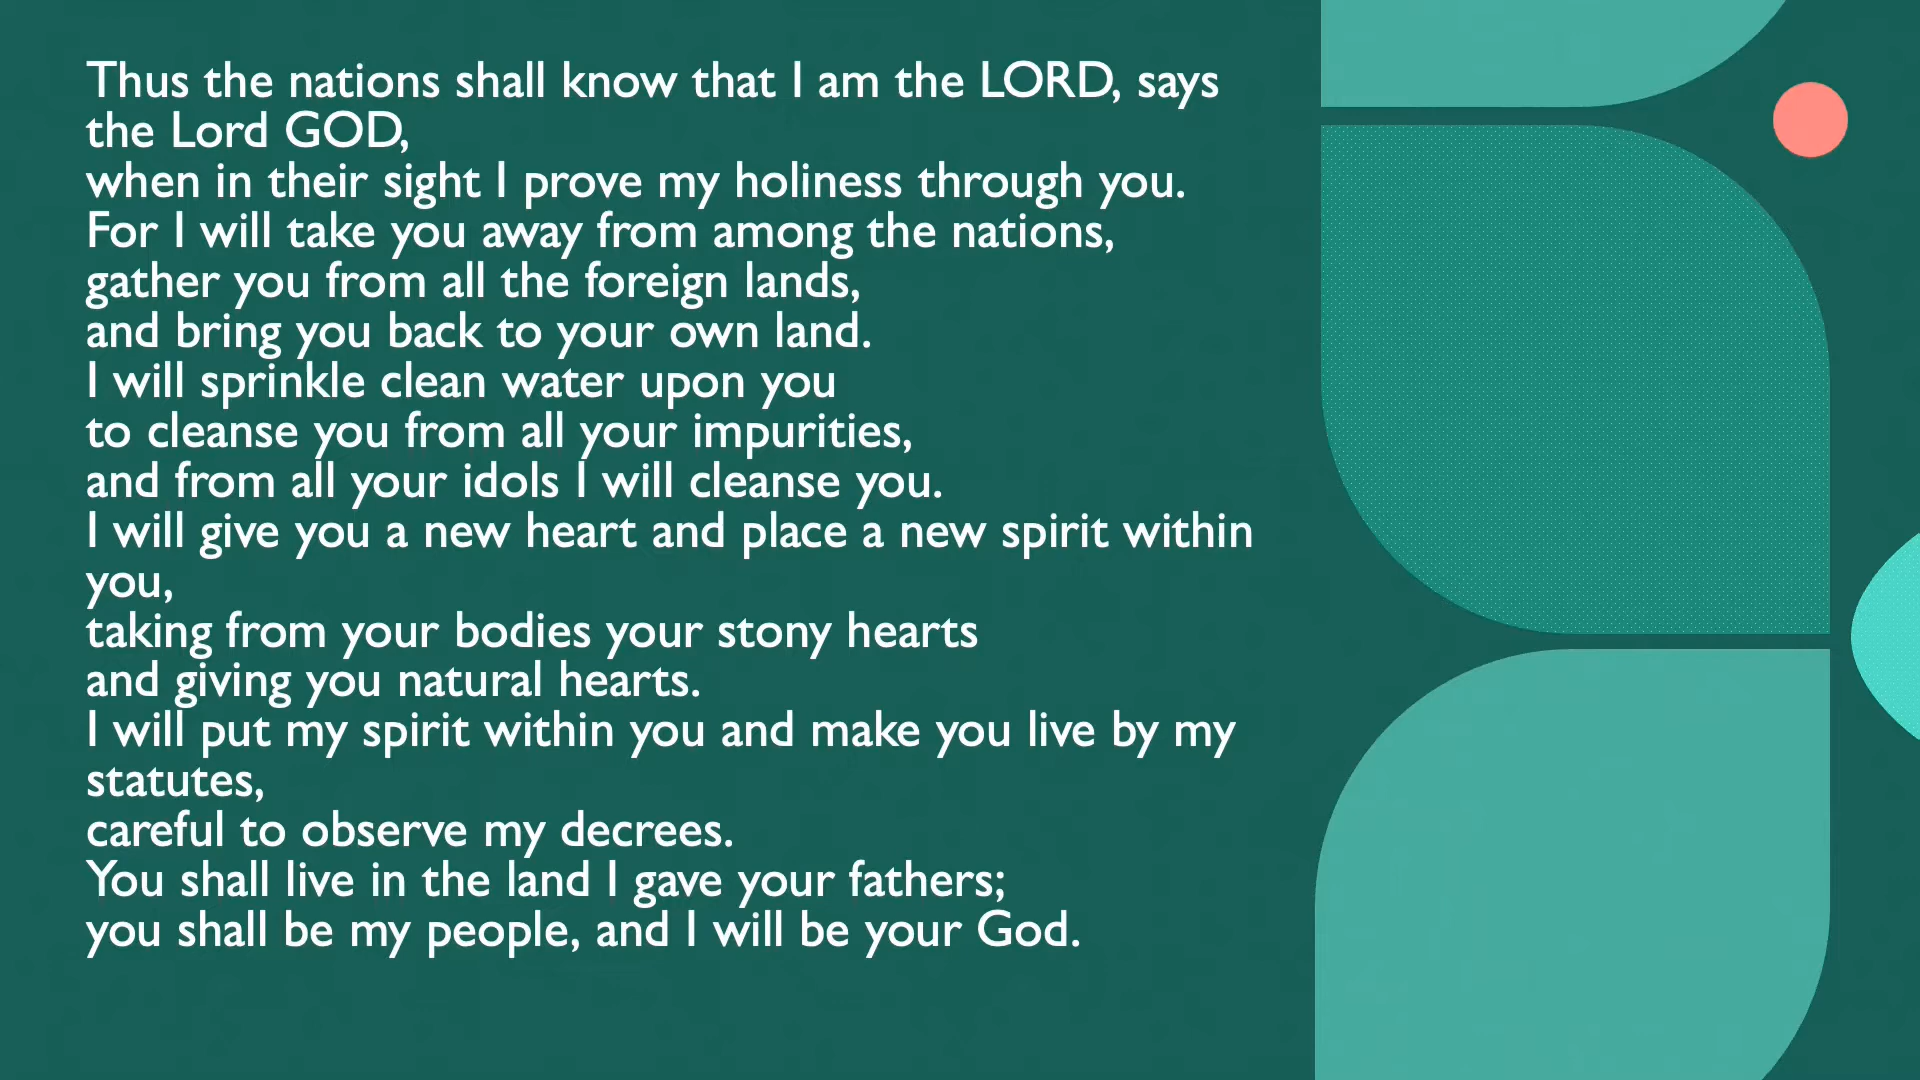 Thus the nations shall know that I am the LORD, says
the Lord GOD,
when in their sight I prove my holiness through you.
For I will take you away from among the nations,
gather you from all the foreign lands,
and bring you back to your own land.
I will sprinkle clean water upon you
to cleanse you from all your impurities,
and from all your idols I will cleanse you.
I will give you a new heart and place a new spirit within
you,
taking from your bodies your stony hearts
and giving you natural hearts.
I will put my spirit within you and make you live by my
statutes,
careful to observe my decrees.
You shall live in the land I gave your fathers;
you shall be my people, and I will be your God.